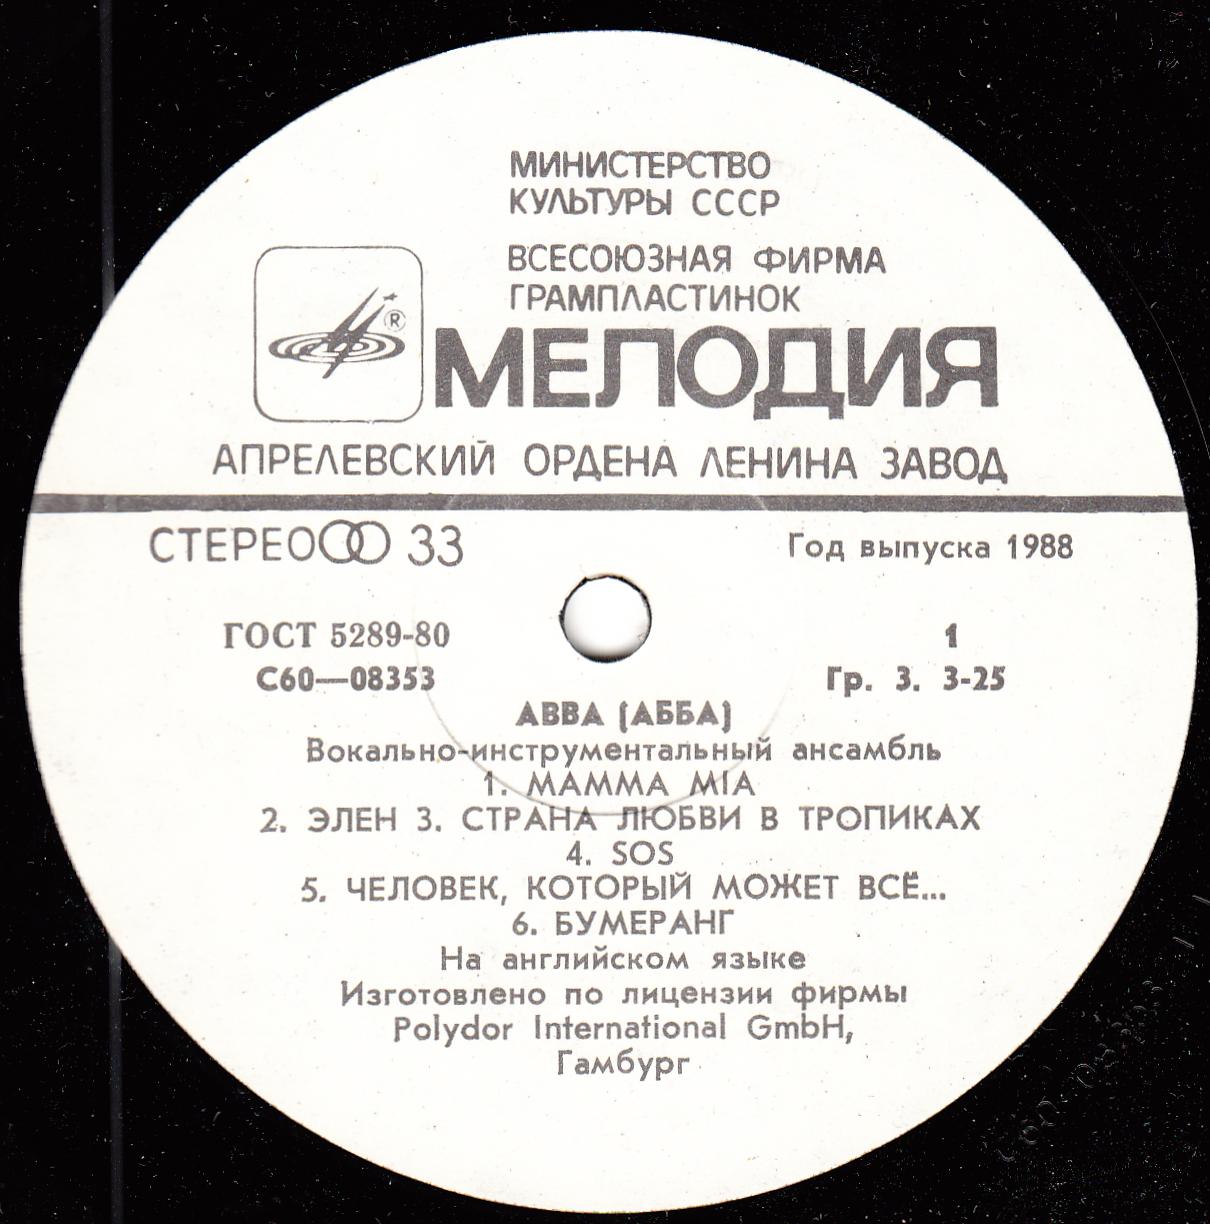 МИНИСТЕРСТВО
КУЛЬТУРЫ СССР
ВСЕСОЮЗНАЯ ФИРМА
ГРАМПЛАСТИНОК
®
МЕЛОДИЯ
АПРЕЛЕВСКИЙ ОРДЕНА ЛЕНИНА ЗАВОД
СТЕРЕО 33
Год выпуска 1988
ГОСТ 5289-80
1
С60—08353
Гр. 3. 3-25
ABBA (АББА)
Вокально-инструментальный ансамбль
1. MAMMA MIA
2. ЭЛЕН 3. СТРАНА ЛЮБВИ В ТРОПИКАХ
4. SOS
5. ЧЕЛОВЕК, КОТОРЫЙ МОЖЕТ ВСЁ...
6. БУМЕРАНГ
На английском языке
Изготовлено по лицензии фирмы
Polydor International GmbH,
Гамбург